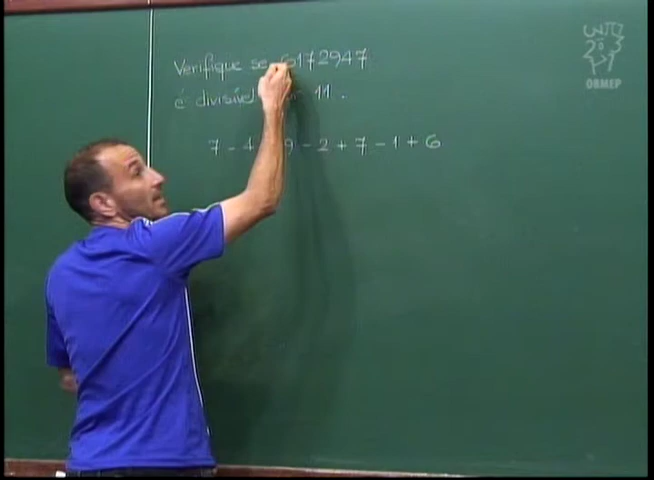 Verifique se 6172947
é divisível 11.
7 - 4 9 - 2 + 7 - 1 + 6
OBMEP